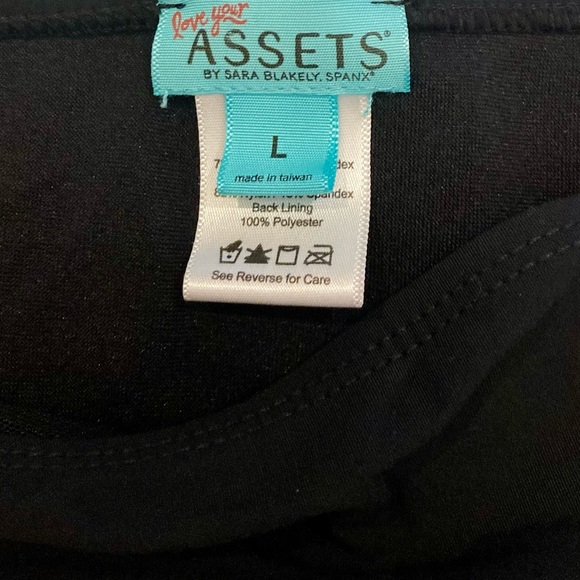 love your
ASSETS®
BY SARA BLAKELY, SPANX®
L
made in taiwan
Back Lining
100% Polyester
See Reverse for Care